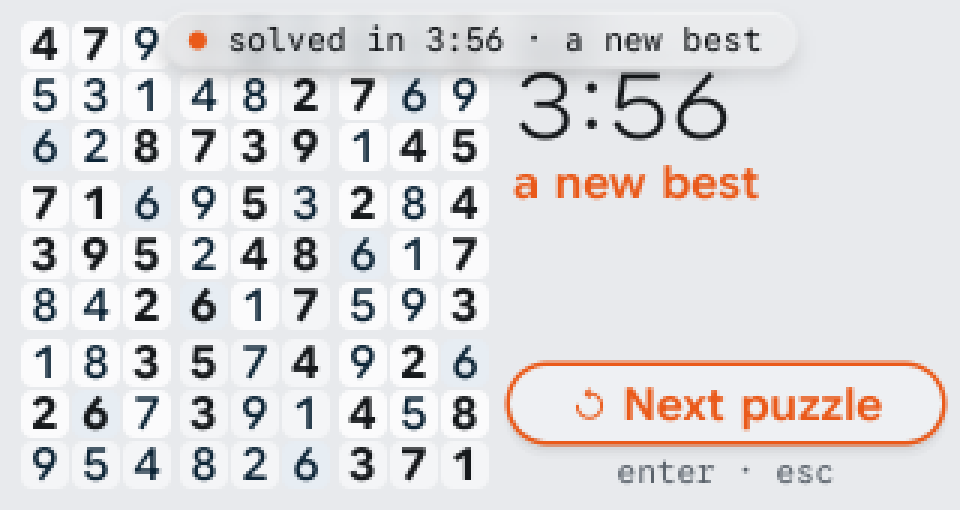 solved in 3:56 · a new best
4 7 9
5 3 1 4 8 2 7 6 9
6 2 8 7 3 9 1 4 5
7 1 6 9 5 3 2 8 4
3 9 5 2 4 8 6 1 7
8 4 2 6 1 7 5 9 3
1 8 3 5 7 4 9 2 6
2 6 7 3 9 1 4 5 8
9 5 4 8 2 6 3 7 1
3:56
a new best
Next puzzle
enter · esc